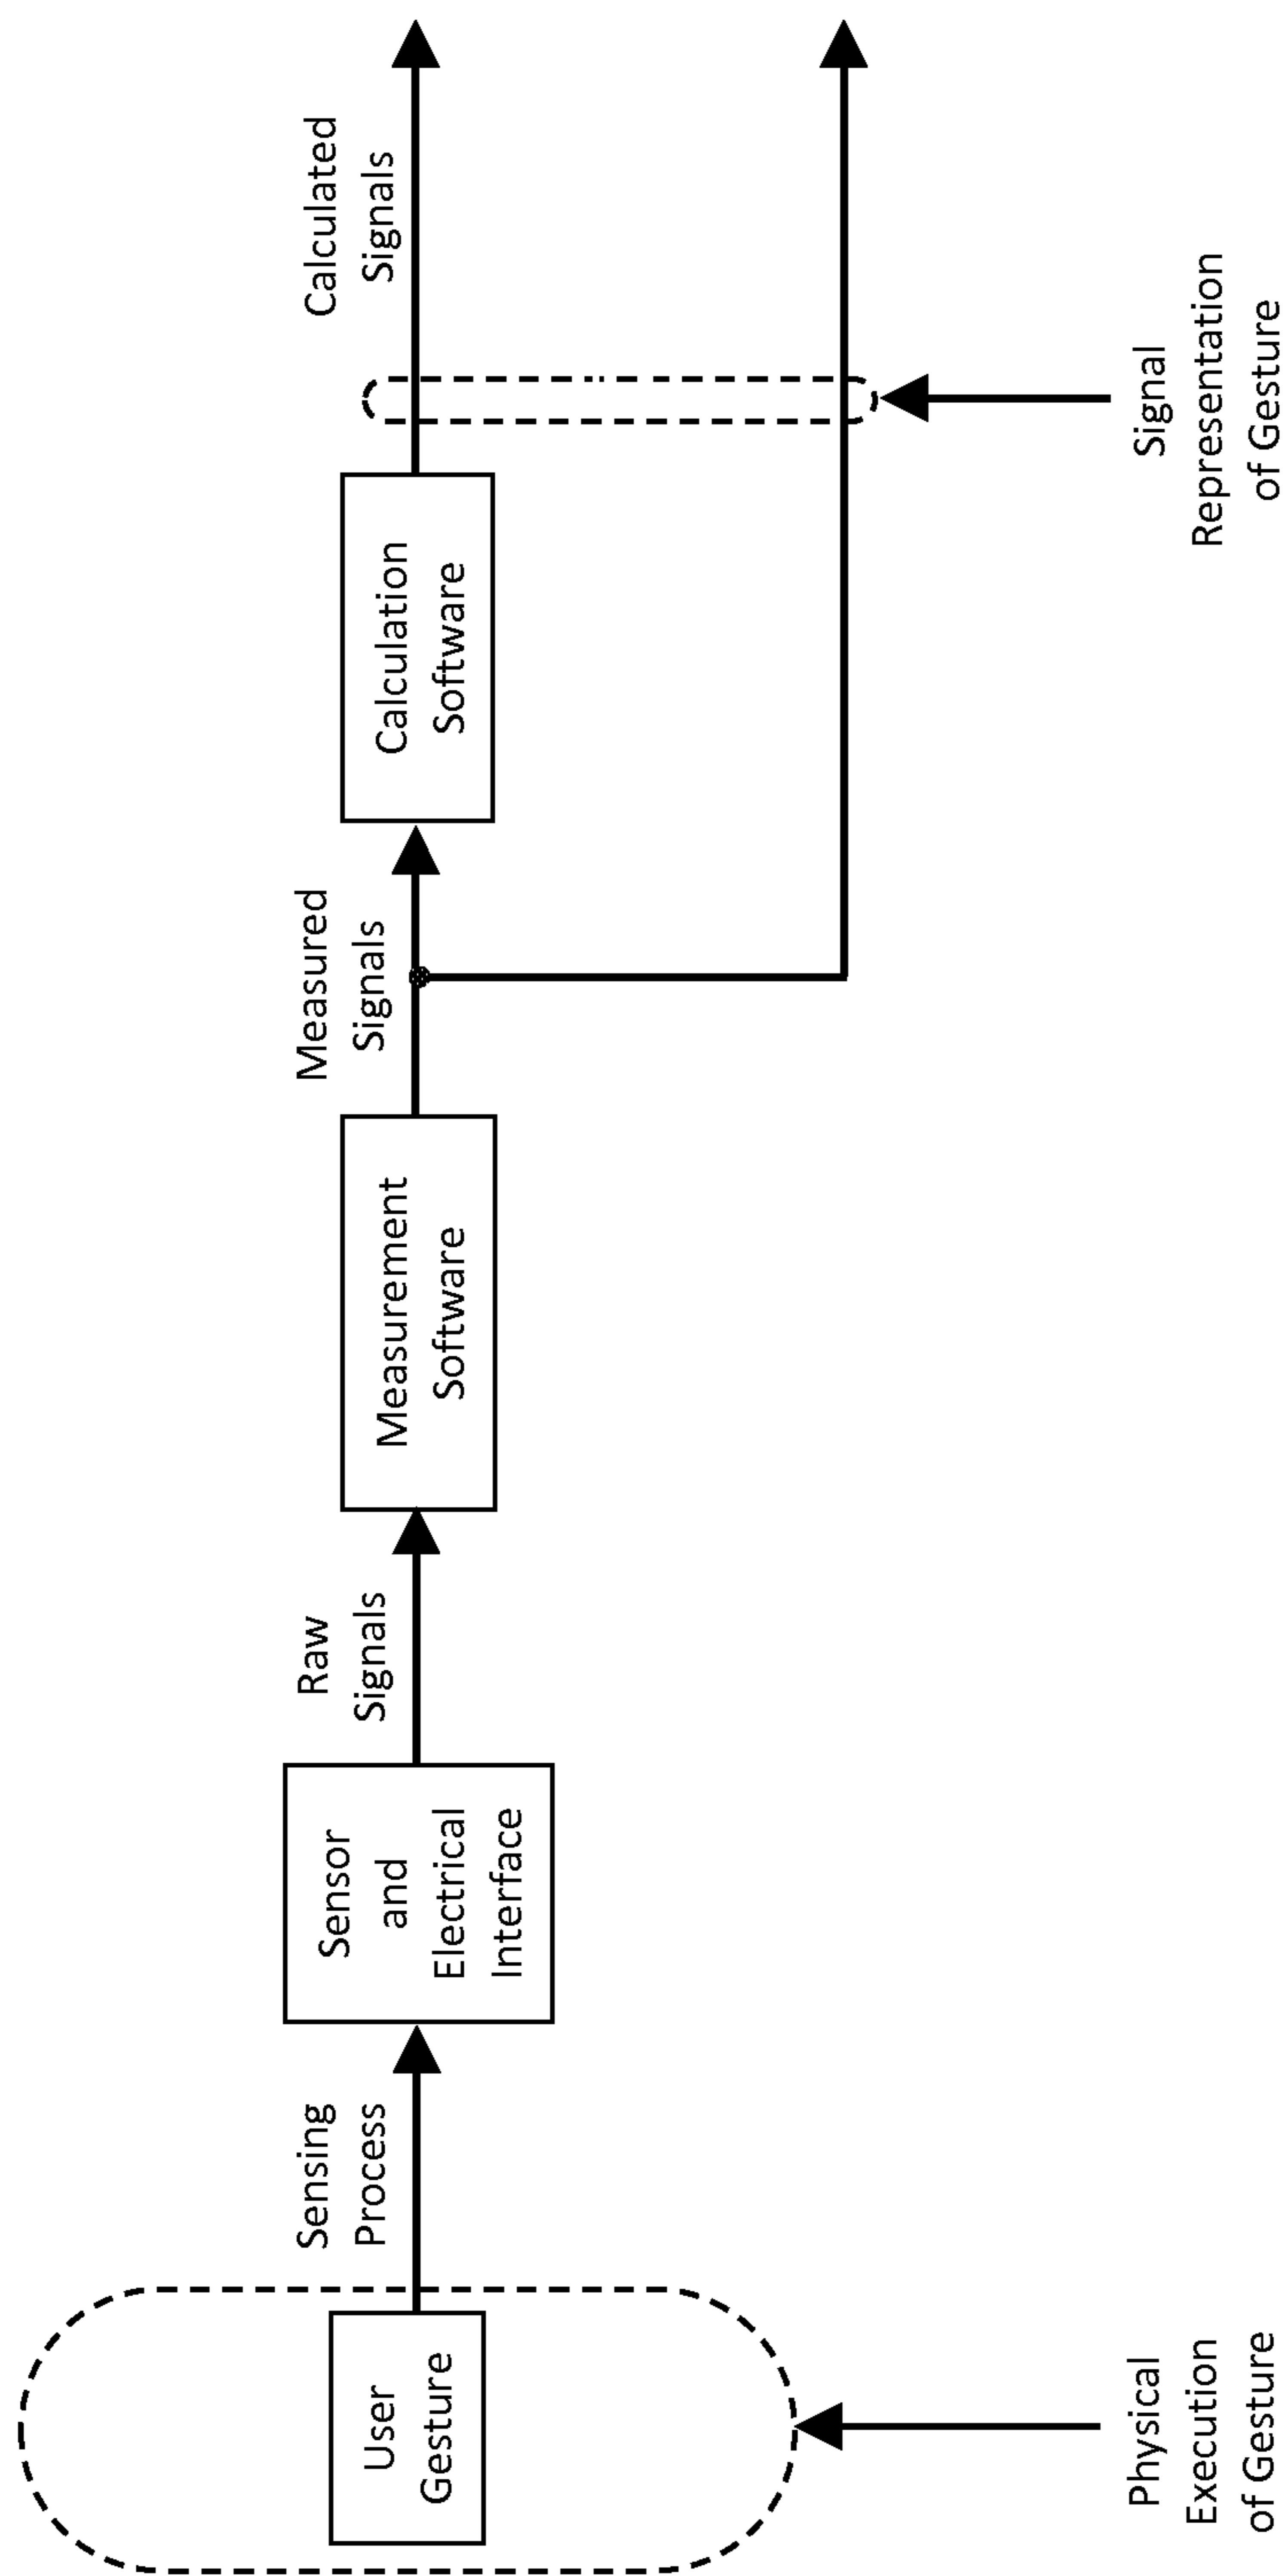 User
Gesture
Sensing
Process
Sensor
and
Electrical
Interface
Raw
Signals
Measurement
Software
Measured
Signals
Calculation
Software
Calculated
Signals
Physical
Execution
of Gesture
Signal
Representation
of Gesture